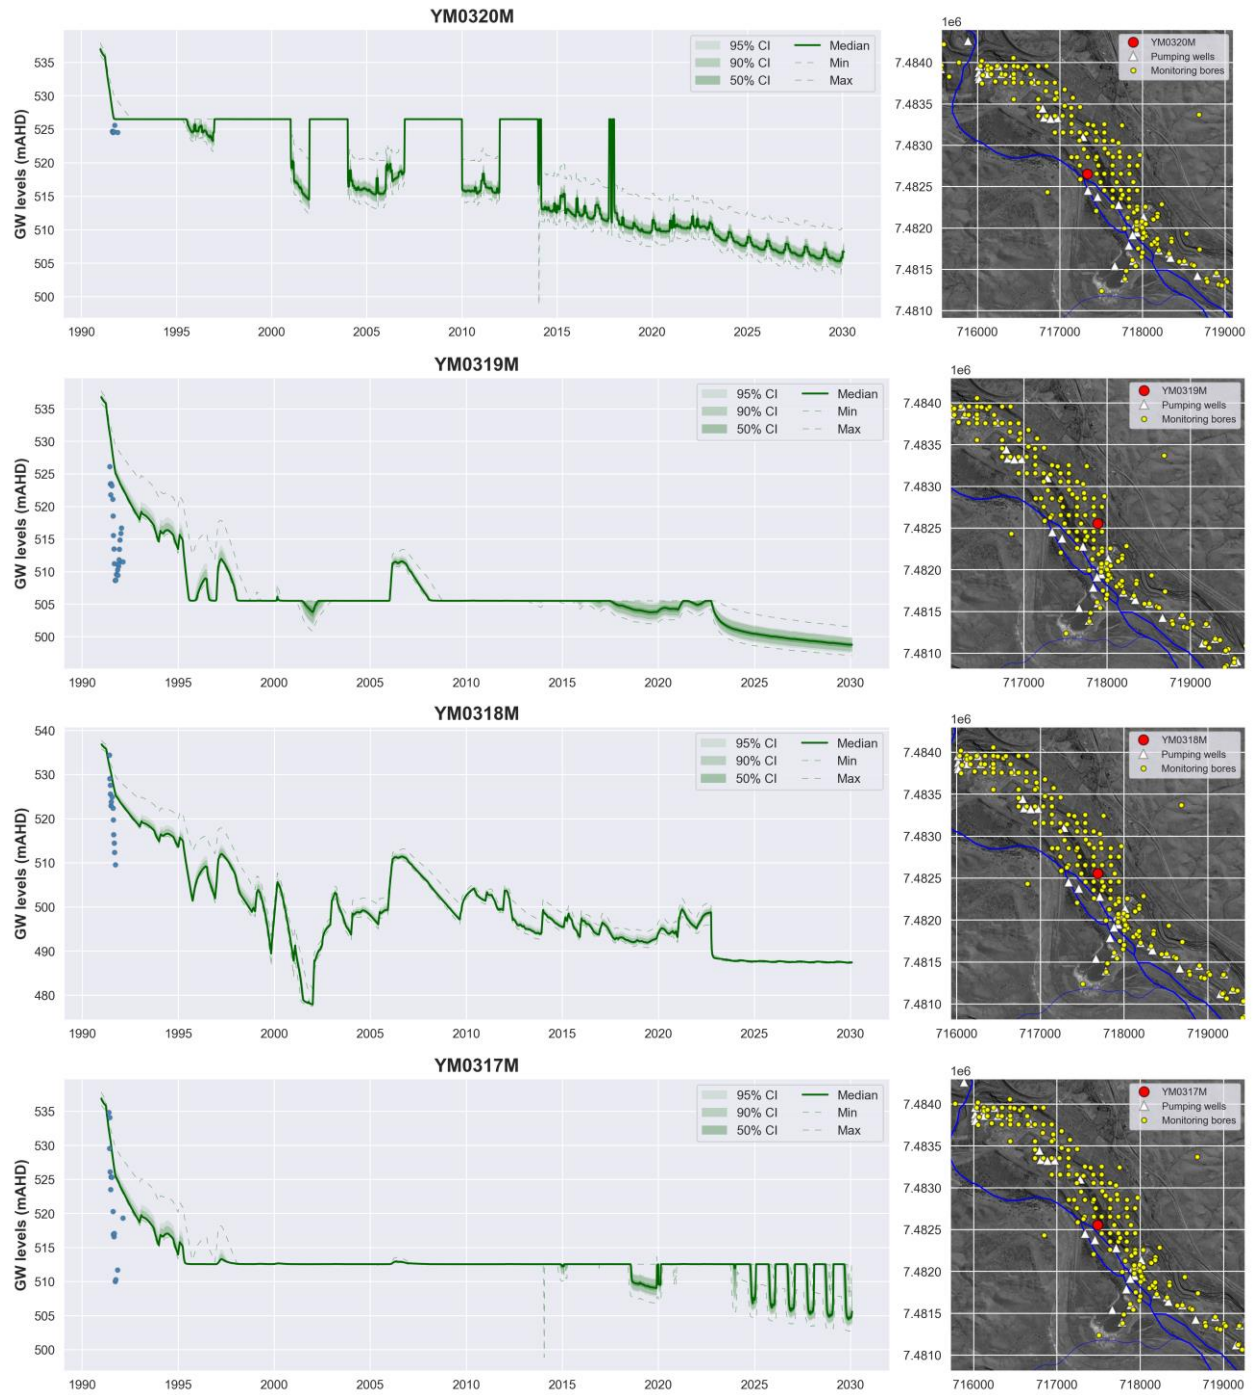 YM0320M
GW levels (mAHD)
535
530
525
520
515
510
505
500
1990
1995
2000
2005
2010
2015
2020
2025
2030
95% CI
90% CI
50% CI
Median
Min
Max
1e6
7.4840
7.4835
7.4830
7.4825
7.4820
7.4815
7.4810
716000
717000
718000
719000
YM0320M
Pumping wells
Monitoring bores
YM0319M
GW levels (mAHD)
535
530
525
520
515
510
505
500
1990
1995
2000
2005
2010
2015
2020
2025
2030
95% CI
90% CI
50% CI
Median
Min
Max
1e6
7.4840
7.4835
7.4830
7.4825
7.4820
7.4815
7.4810
717000
718000
719000
YM0319M
Pumping wells
Monitoring bores
YM0318M
GW levels (mAHD)
540
530
520
510
500
490
480
1990
1995
2000
2005
2010
2015
2020
2025
2030
95% CI
90% CI
50% CI
Median
Min
Max
1e6
7.4840
7.4835
7.4830
7.4825
7.4820
7.4815
7.4810
716000
717000
718000
719000
YM0318M
Pumping wells
Monitoring bores
YM0317M
GW levels (mAHD)
535
530
525
520
515
510
505
500
1990
1995
2000
2005
2010
2015
2020
2025
2030
95% CI
90% CI
50% CI
Median
Min
Max
1e6
7.4840
7.4835
7.4830
7.4825
7.4820
7.4815
7.4810
716000
717000
718000
719000
YM0317M
Pumping wells
Monitoring bores